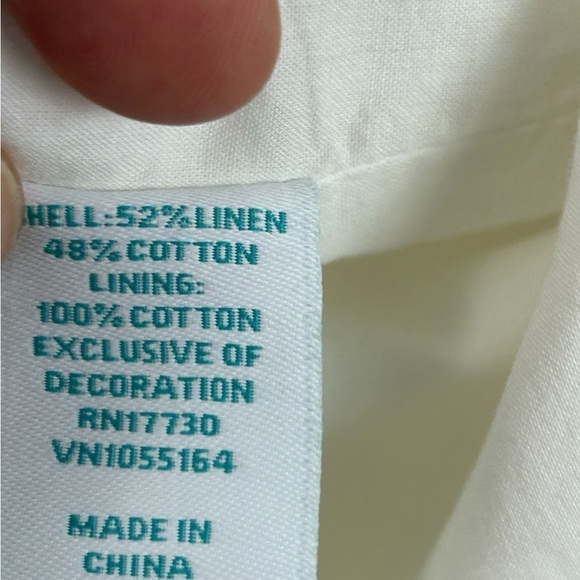 SHELL:52%LINEN
48%COTTON
LINING:
100%COTTON
EXCLUSIVE OF
DECORATION
RN17730
VN1055164
MADE IN
CHINA